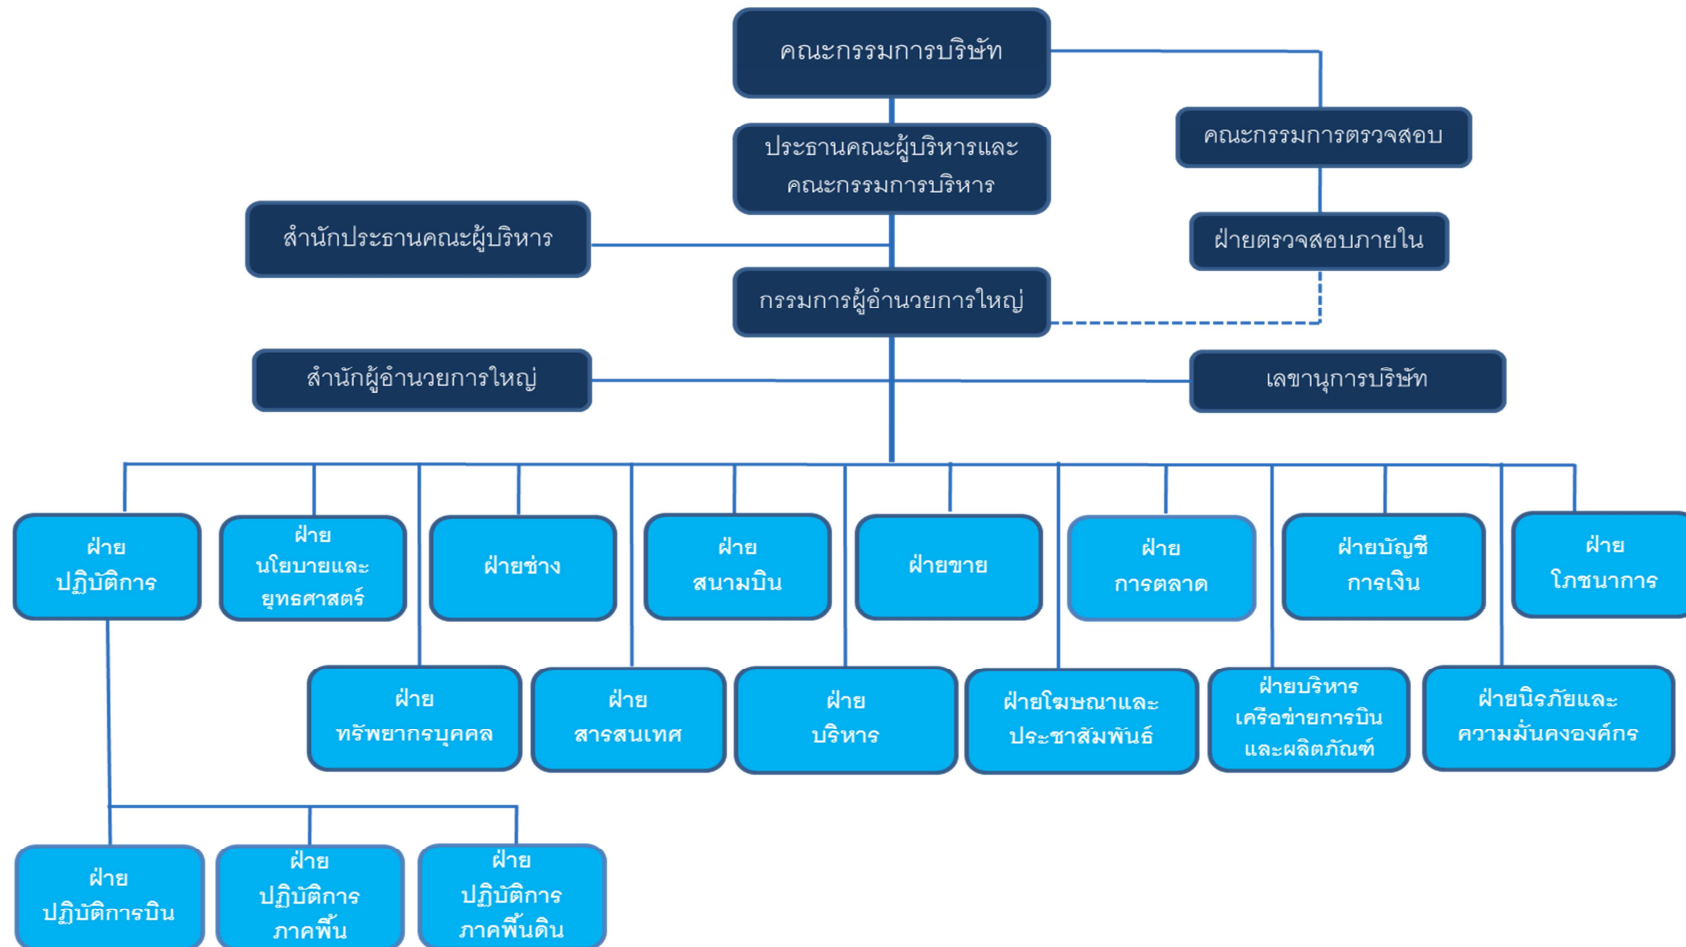 คณะกรรมการบริษัท
ประธานคณะผู้บริหารและ
คณะกรรมการบริหาร
คณะกรรมการตรวจสอบ
สำนักประธานคณะผู้บริหาร
ฝ่ายตรวจสอบภายใน
กรรมการผู้อำนวยการใหญ่
สำนักผู้อำนวยการใหญ่
เลขานุการบริษัท
ฝ่าย
ปฏิบัติการ
ฝ่าย
นโยบายและ
ยุทธศาสตร์
ฝ่ายช่าง
ฝ่าย
สนามบิน
ฝ่ายขาย
ฝ่าย
การตลาด
ฝ่ายบัญชี
การเงิน
ฝ่าย
โภชนาการ
ฝ่าย
ทรัพยากรบุคคล
ฝ่าย
สารสนเทศ
ฝ่าย
บริหาร
ฝ่ายโฆษณาและ
ประชาสัมพันธ์
ฝ่ายบริหาร
เครือข่ายการบิน
และผลิตภัณฑ์
ฝ่ายนิรภัยและ
ความมั่นคงองค์กร
ฝ่าย
ปฏิบัติการบิน
ฝ่าย
ปฏิบัติการ
ภาคพื้น
ฝ่าย
ปฏิบัติการ
ภาคพื้นดิน